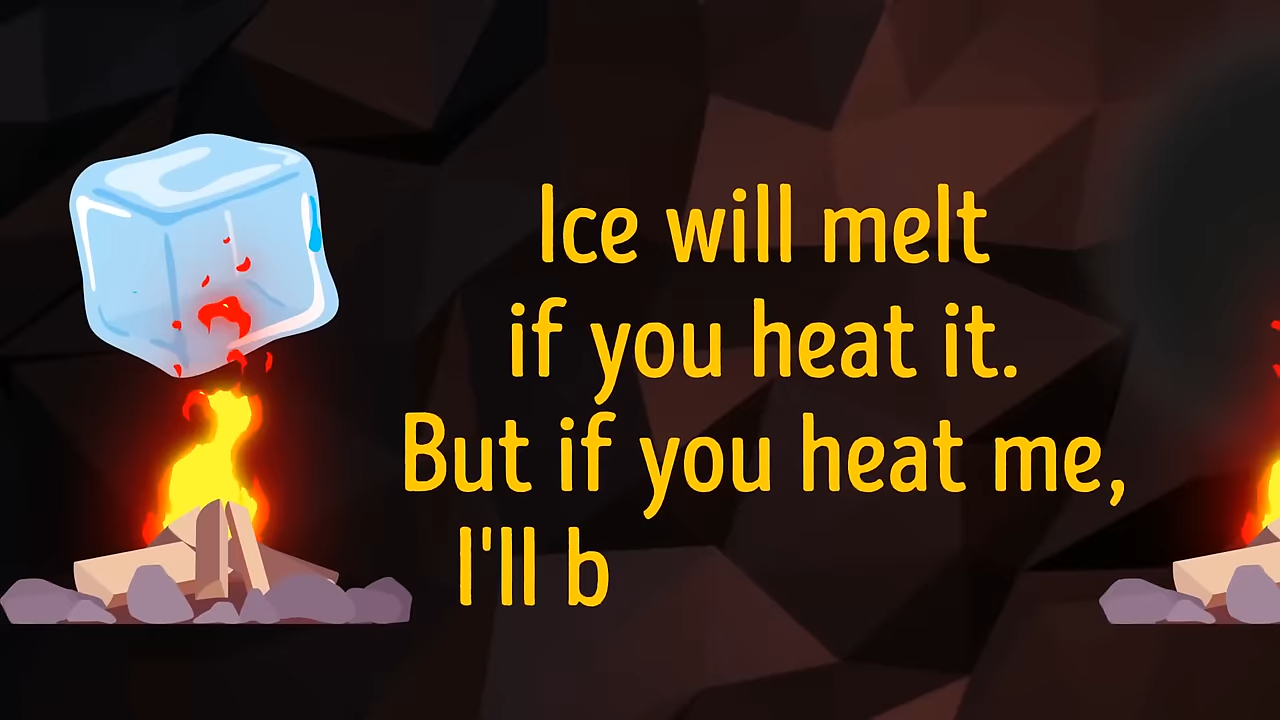 Ice will melt
if you heat it.
But if you heat me,
I'll b